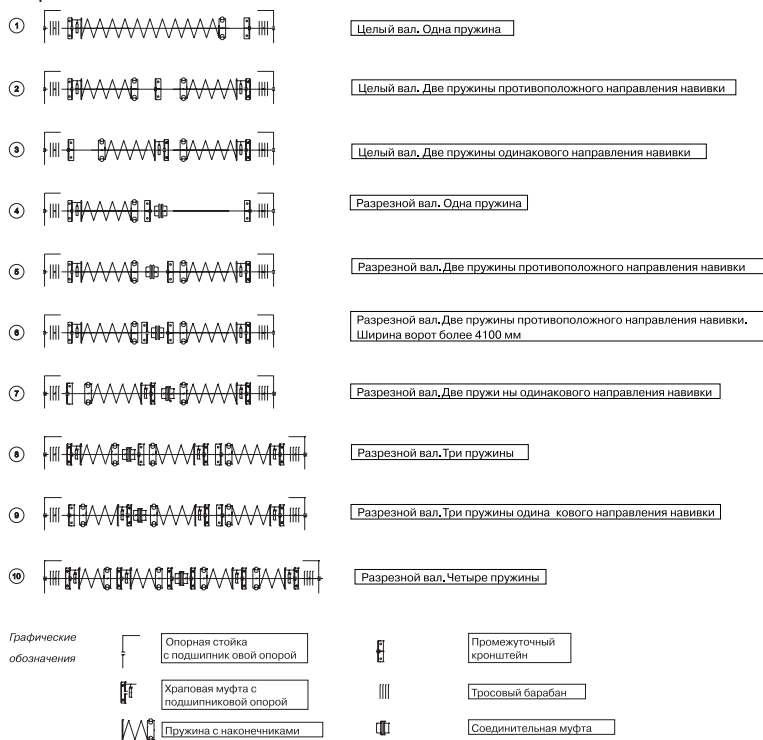 1
Целый вал. Одна пружина
2
Целый вал. Две пружины противоположного направления навивки
3
Целый вал. Две пружины одинакового направления навивки
4
Разрезной вал. Одна пружина
5
Разрезной вал. Две пружины противоположного направления навивки
6
Разрезной вал. Две пружины противоположного направления навивки.
Ширина ворот более 4100 мм
7
Разрезной вал. Две пружи ны одинакового направления навивки
8
Разрезной вал. Три пружины
9
Разрезной вал. Три пружины одина кового направления навивки
10
Разрезной вал. Четыре пружины
Графические
обозначения
Опорная стойка
с подшипник овой опорой
Промежуточный
кронштейн
Храповая муфта с
подшипниковой опорой
Тросовый барабан
Пружина с наконечниками
Соединительная муфта